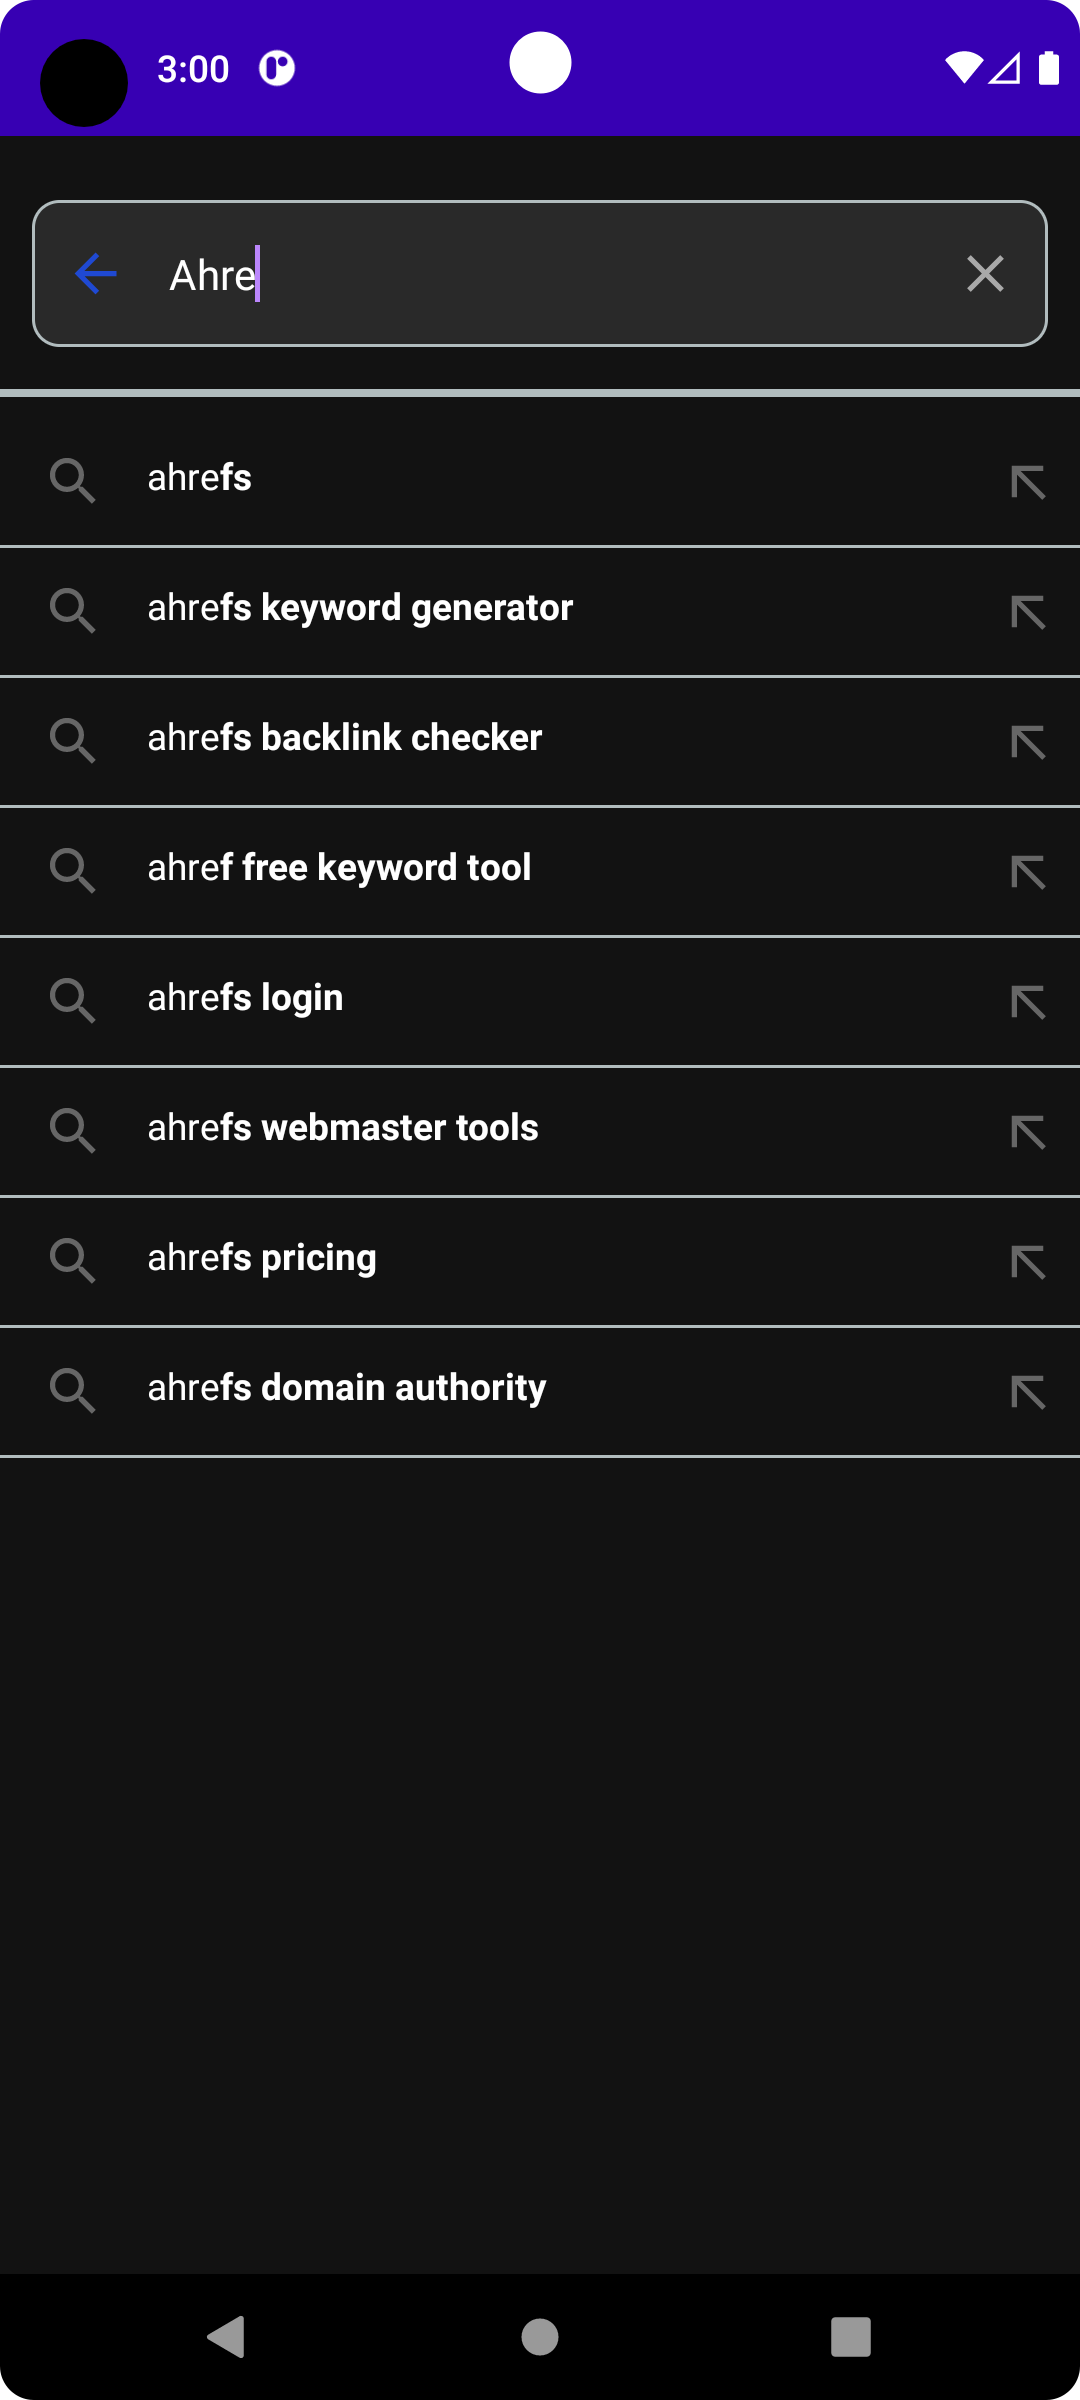 3:00
Ahre
ahrefs
ahrefs keyword generator
ahrefs backlink checker
ahref free keyword tool
ahrefs login
ahrefs webmaster tools
ahrefs pricing
ahrefs domain authority